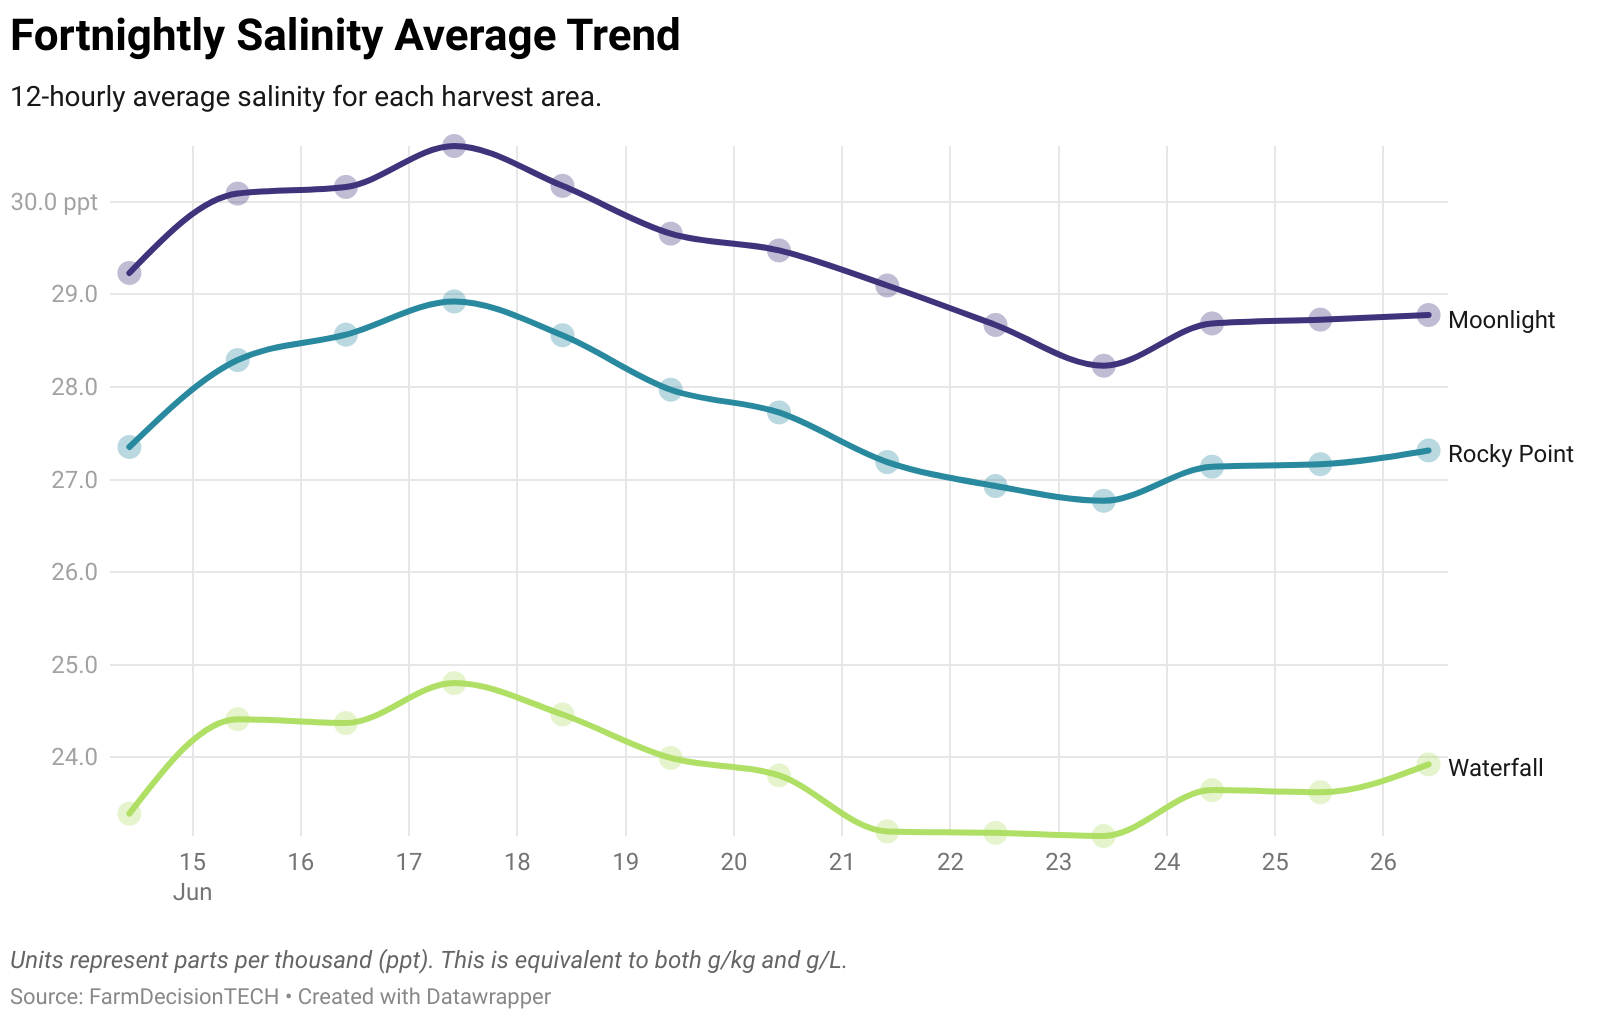 Fortnightly Salinity Average Trend
12-hourly average salinity for each harvest area.
30.0 ppt
29.0
28.0
27.0
26.0
25.0
24.0
Moonlight
Rocky Point
Waterfall
15 16 17 18 19 20 21 22 23 24 25 26
Jun
Units represent parts per thousand (ppt). This is equivalent to both g/kg and g/L.
Source: FarmDecisionTECH • Created with Datawrapper